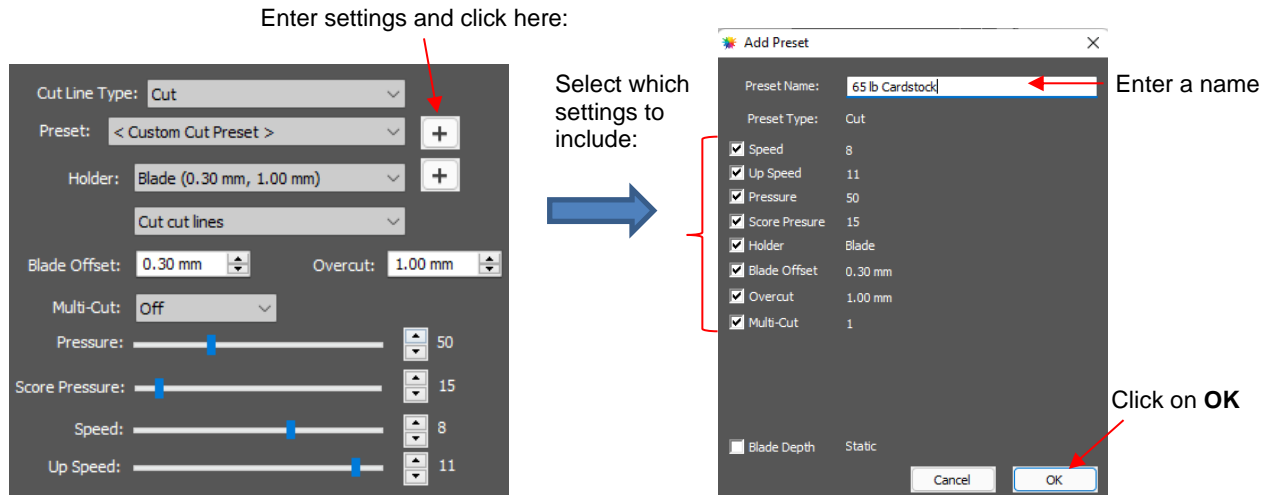 Enter settings and click here:
Cut Line Type: Cut
Preset: < Custom Cut Preset > +
Holder: Blade (0.30 mm, 1.00 mm) +
Cut cut lines
Blade Offset: 0.30 mm Overcut: 1.00 mm
Multi-Cut: Off
Pressure: 50
Score Pressure: 15
Speed: 8
Up Speed: 11
Select which
settings to
include:
Add Preset
Preset Name: 65 lb Cardstock
Enter a name
Preset Type: Cut
Speed 8
Up Speed 11
Pressure 50
Score Presure 15
Holder Blade
Blade Offset 0.30 mm
Overcut 1.00 mm
Multi-Cut 1
Click on OK
Blade Depth Static
Cancel OK